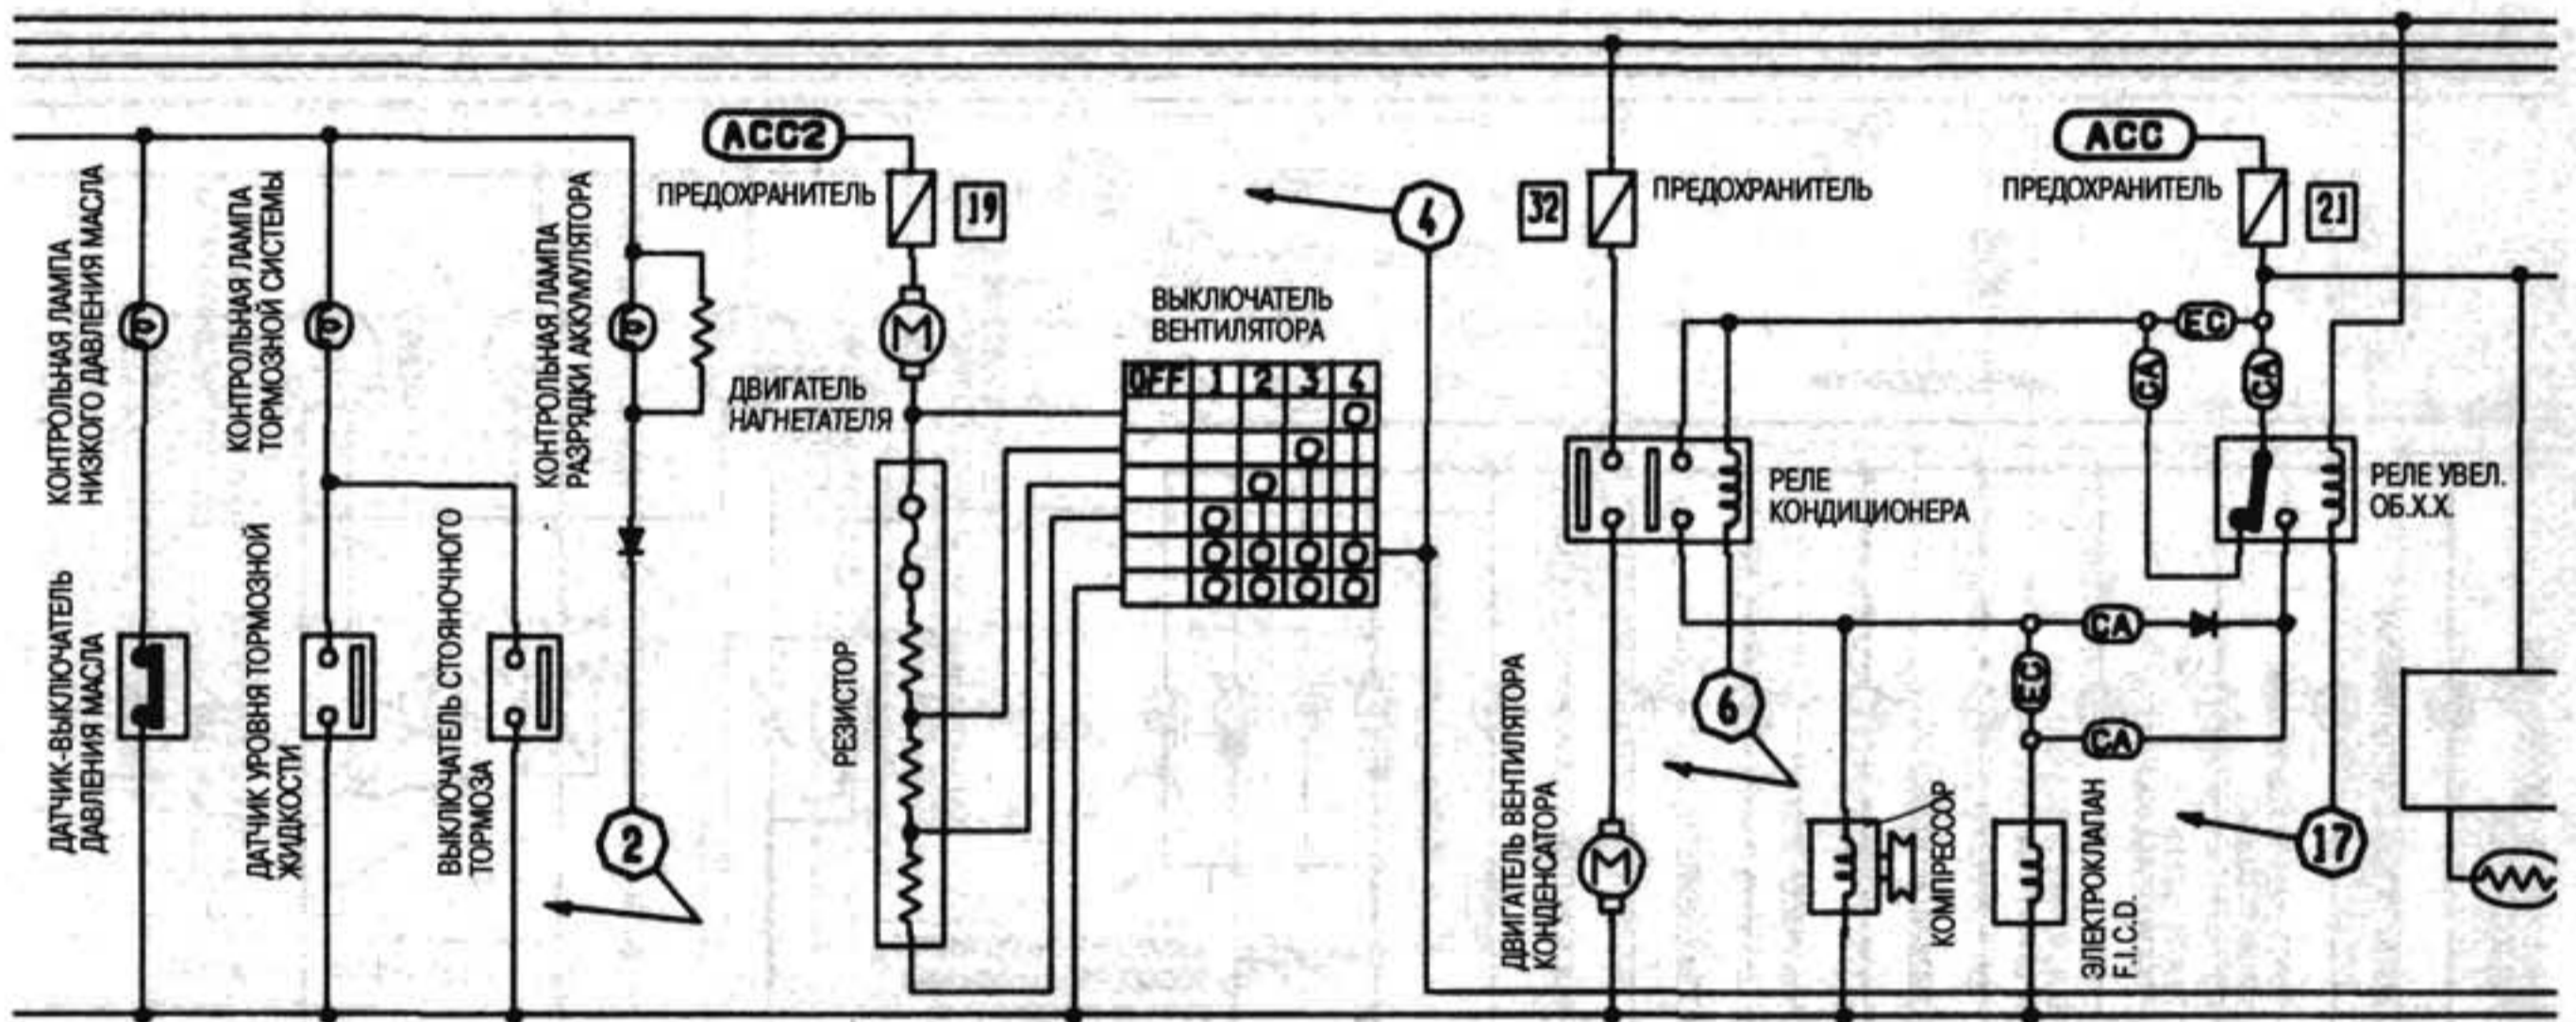 КОНТРОЛЬНАЯ ЛАМПА
НИЗКОГО ДАВЛЕНИЯ МАСЛА
ДАТЧИК-ВЫКЛЮЧАТЕЛЬ
ДАВЛЕНИЯ МАСЛА
КОНТРОЛЬНАЯ ЛАМПА
ТОРМОЗНОЙ СИСТЕМЫ
ДАТЧИК УРОВНЯ ТОРМОЗНОЙ
ЖИДКОСТИ
ВЫКЛЮЧАТЕЛЬ СТОЯНОЧНОГО
ТОРМОЗА
КОНТРОЛЬНАЯ ЛАМПА
РАЗРЯДКИ АККУМУЛЯТОРА
2
ACC2
ПРЕДОХРАНИТЕЛЬ
19
M
ДВИГАТЕЛЬ
НАГНЕТАТЕЛЯ
РЕЗИСТОР
ВЫКЛЮЧАТЕЛЬ
ВЕНТИЛЯТОРА
OFF 1 2 3 4
4
32
ПРЕДОХРАНИТЕЛЬ
РЕЛЕ
КОНДИЦИОНЕРА
ДВИГАТЕЛЬ ВЕНТИЛЯТОРА
КОНДЕНСАТОРА
M
6
КОМПРЕССОР
ACC
ПРЕДОХРАНИТЕЛЬ
21
EC
CA
CA
РЕЛЕ УВЕЛ.
ОБ.Х.Х.
CA
EC
CA
ЭЛЕКТРОКЛАПАН
F.I.C.D.
17